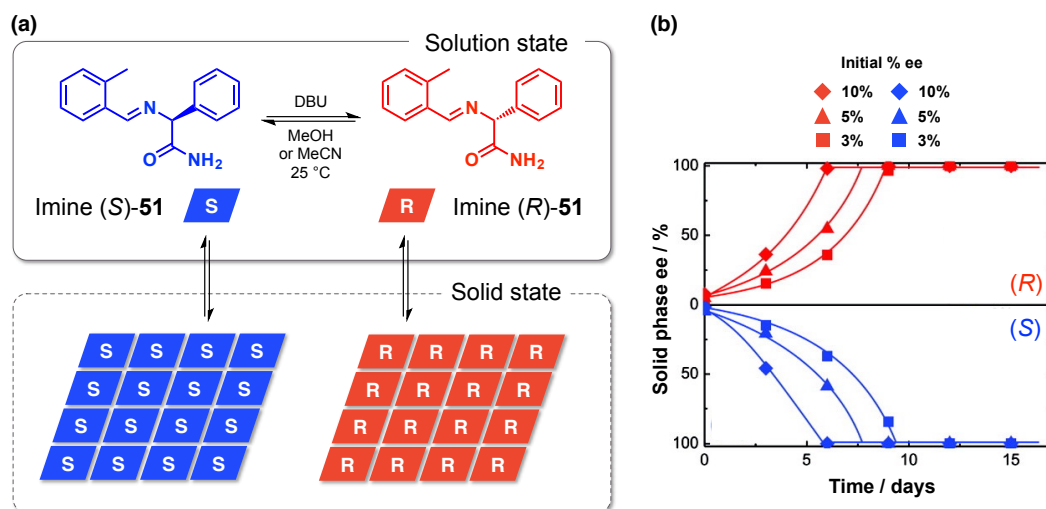 (a)
Solution state
N
O
NH2
DBU
MeOH
or MeCN
25 °C
N
O
NH2
Imine (S)-51
S
R
Imine (R)-51
Solid state
S S S S
S S S S
S S S S
S S S S
R R R R
R R R R
R R R R
R R R R
(b)
Initial % ee
10% 10%
5% 5%
3% 3%
Solid phase ee / %
100
50
0
50
100
(R)
(S)
0 5 10 15
Time / days